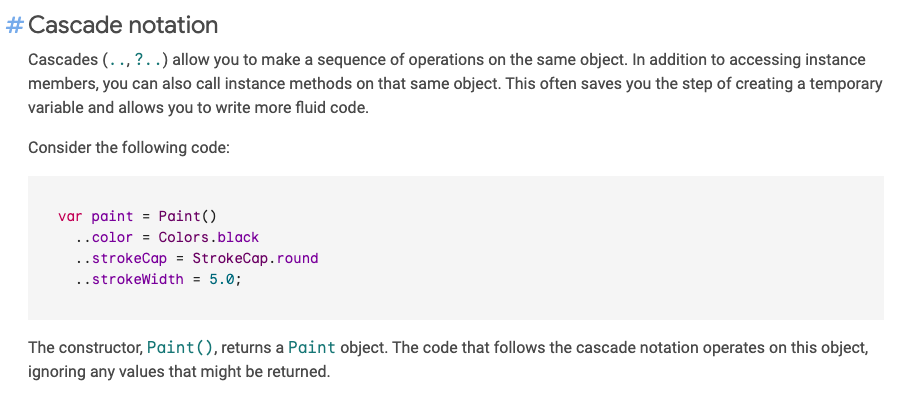 # Cascade notation
Cascades (.., ?..) allow you to make a sequence of operations on the same object. In addition to accessing instance
members, you can also call instance methods on that same object. This often saves you the step of creating a temporary
variable and allows you to write more fluid code.
Consider the following code:
var paint = Paint()
  ..color = Colors.black
  ..strokeCap = StrokeCap.round
  ..strokeWidth = 5.0;
The constructor, Paint(), returns a Paint object. The code that follows the cascade notation operates on this object,
ignoring any values that might be returned.